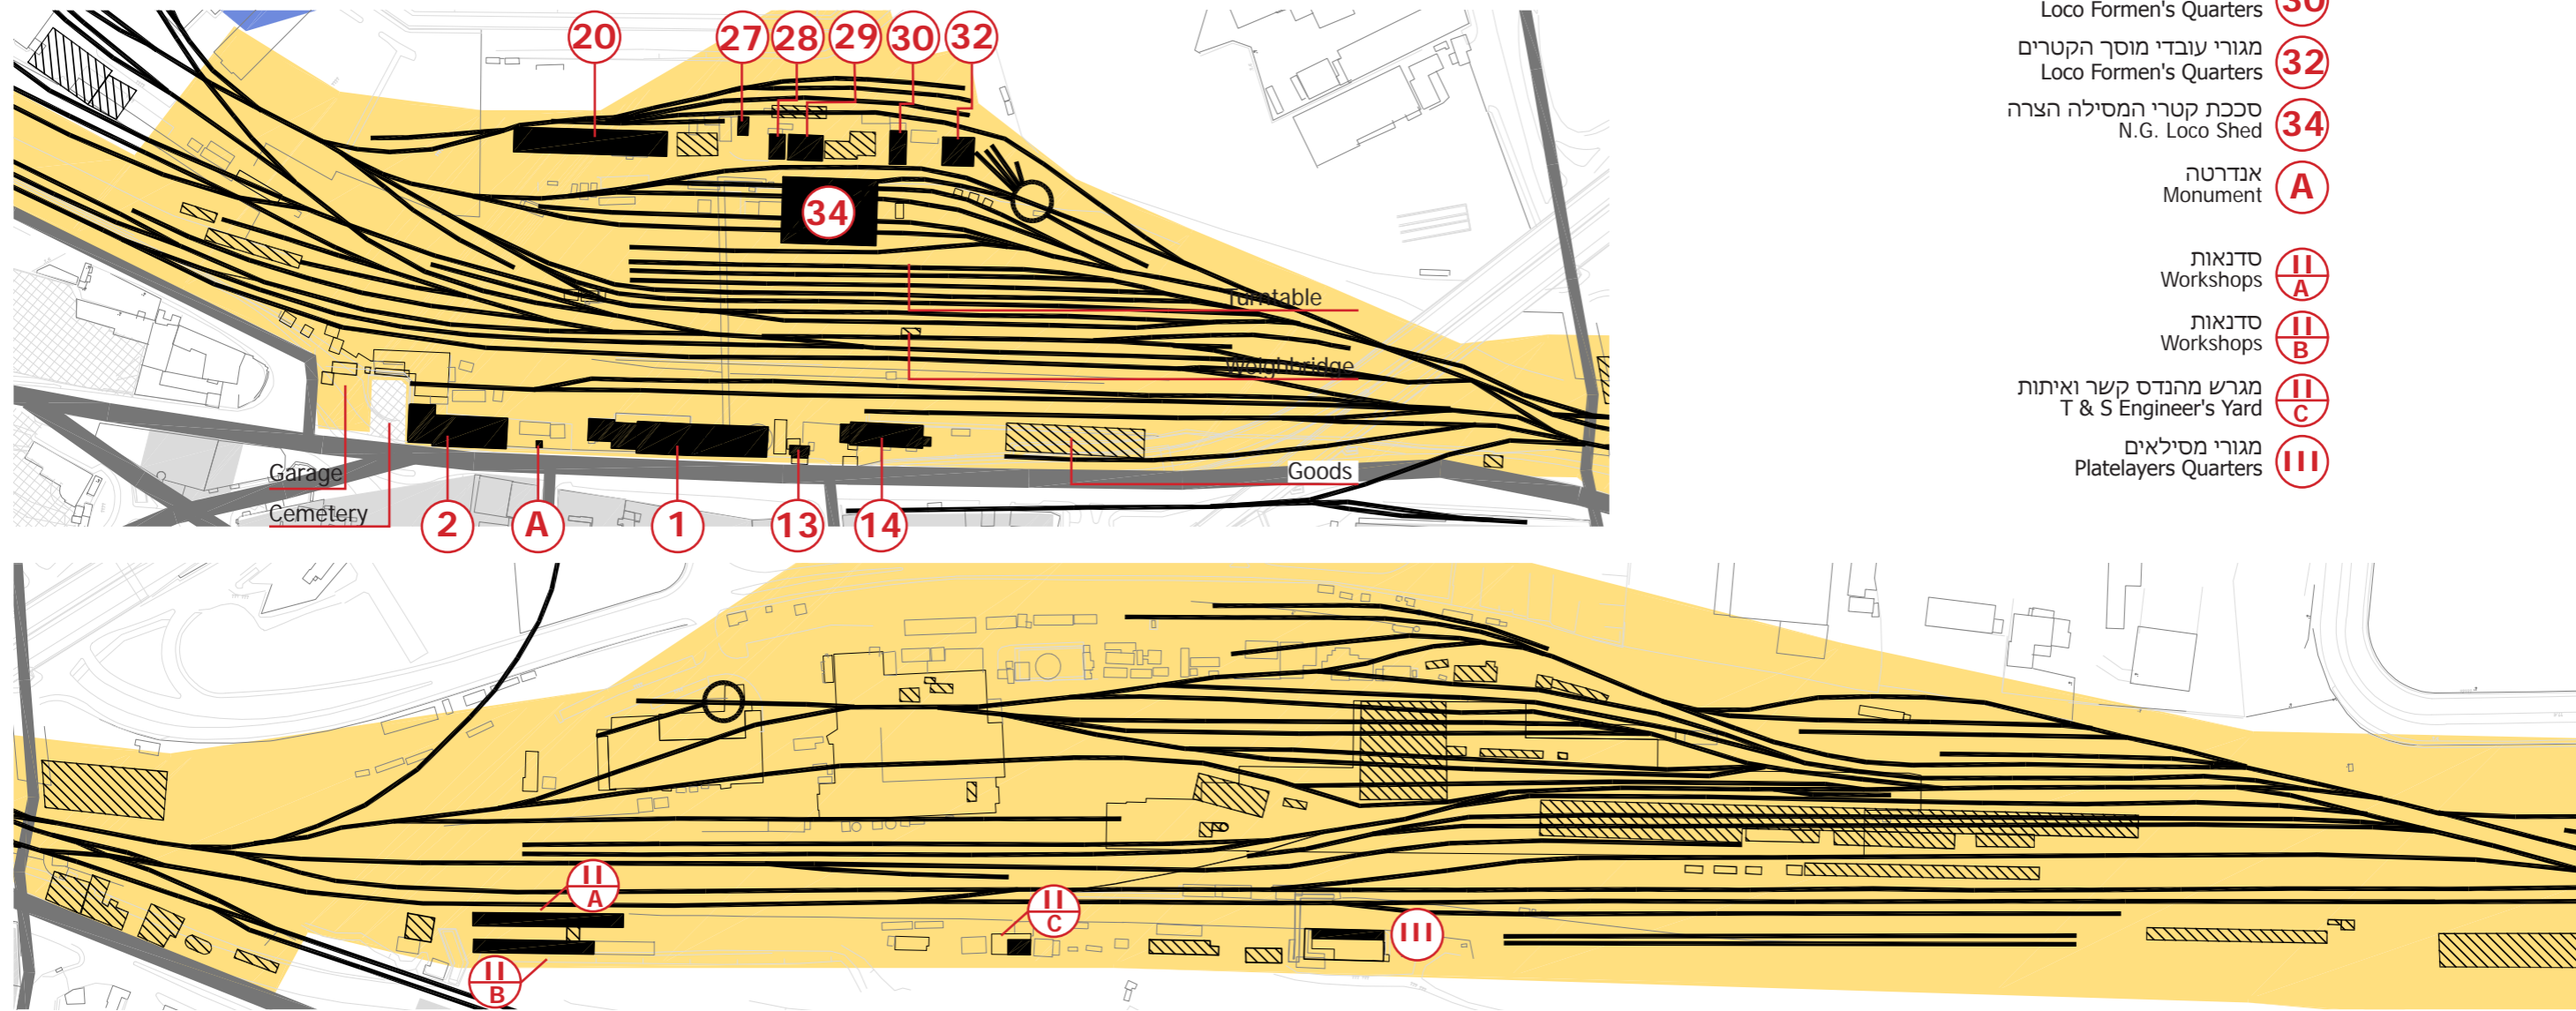 20
27
28
29
30
32
34
Turntable
Weighbridge
Garage
Cemetery
Goods
2
A
1
13
14
II
A
II
B
II
C
III
30
Loco Formen's Quarters
מגורי עובדי מוסך הקטרים
Loco Formen's Quarters
32
סככת קטרי המסילה הצרה
N.G. Loco Shed
34
אנדרטה
Monument
A
סדנאות
Workshops
II
A
סדנאות
Workshops
II
B
מגרש מהנדס קשר ואיתות
T & S Engineer's Yard
II
C
מגורי מסילאים
Platelayers Quarters
III